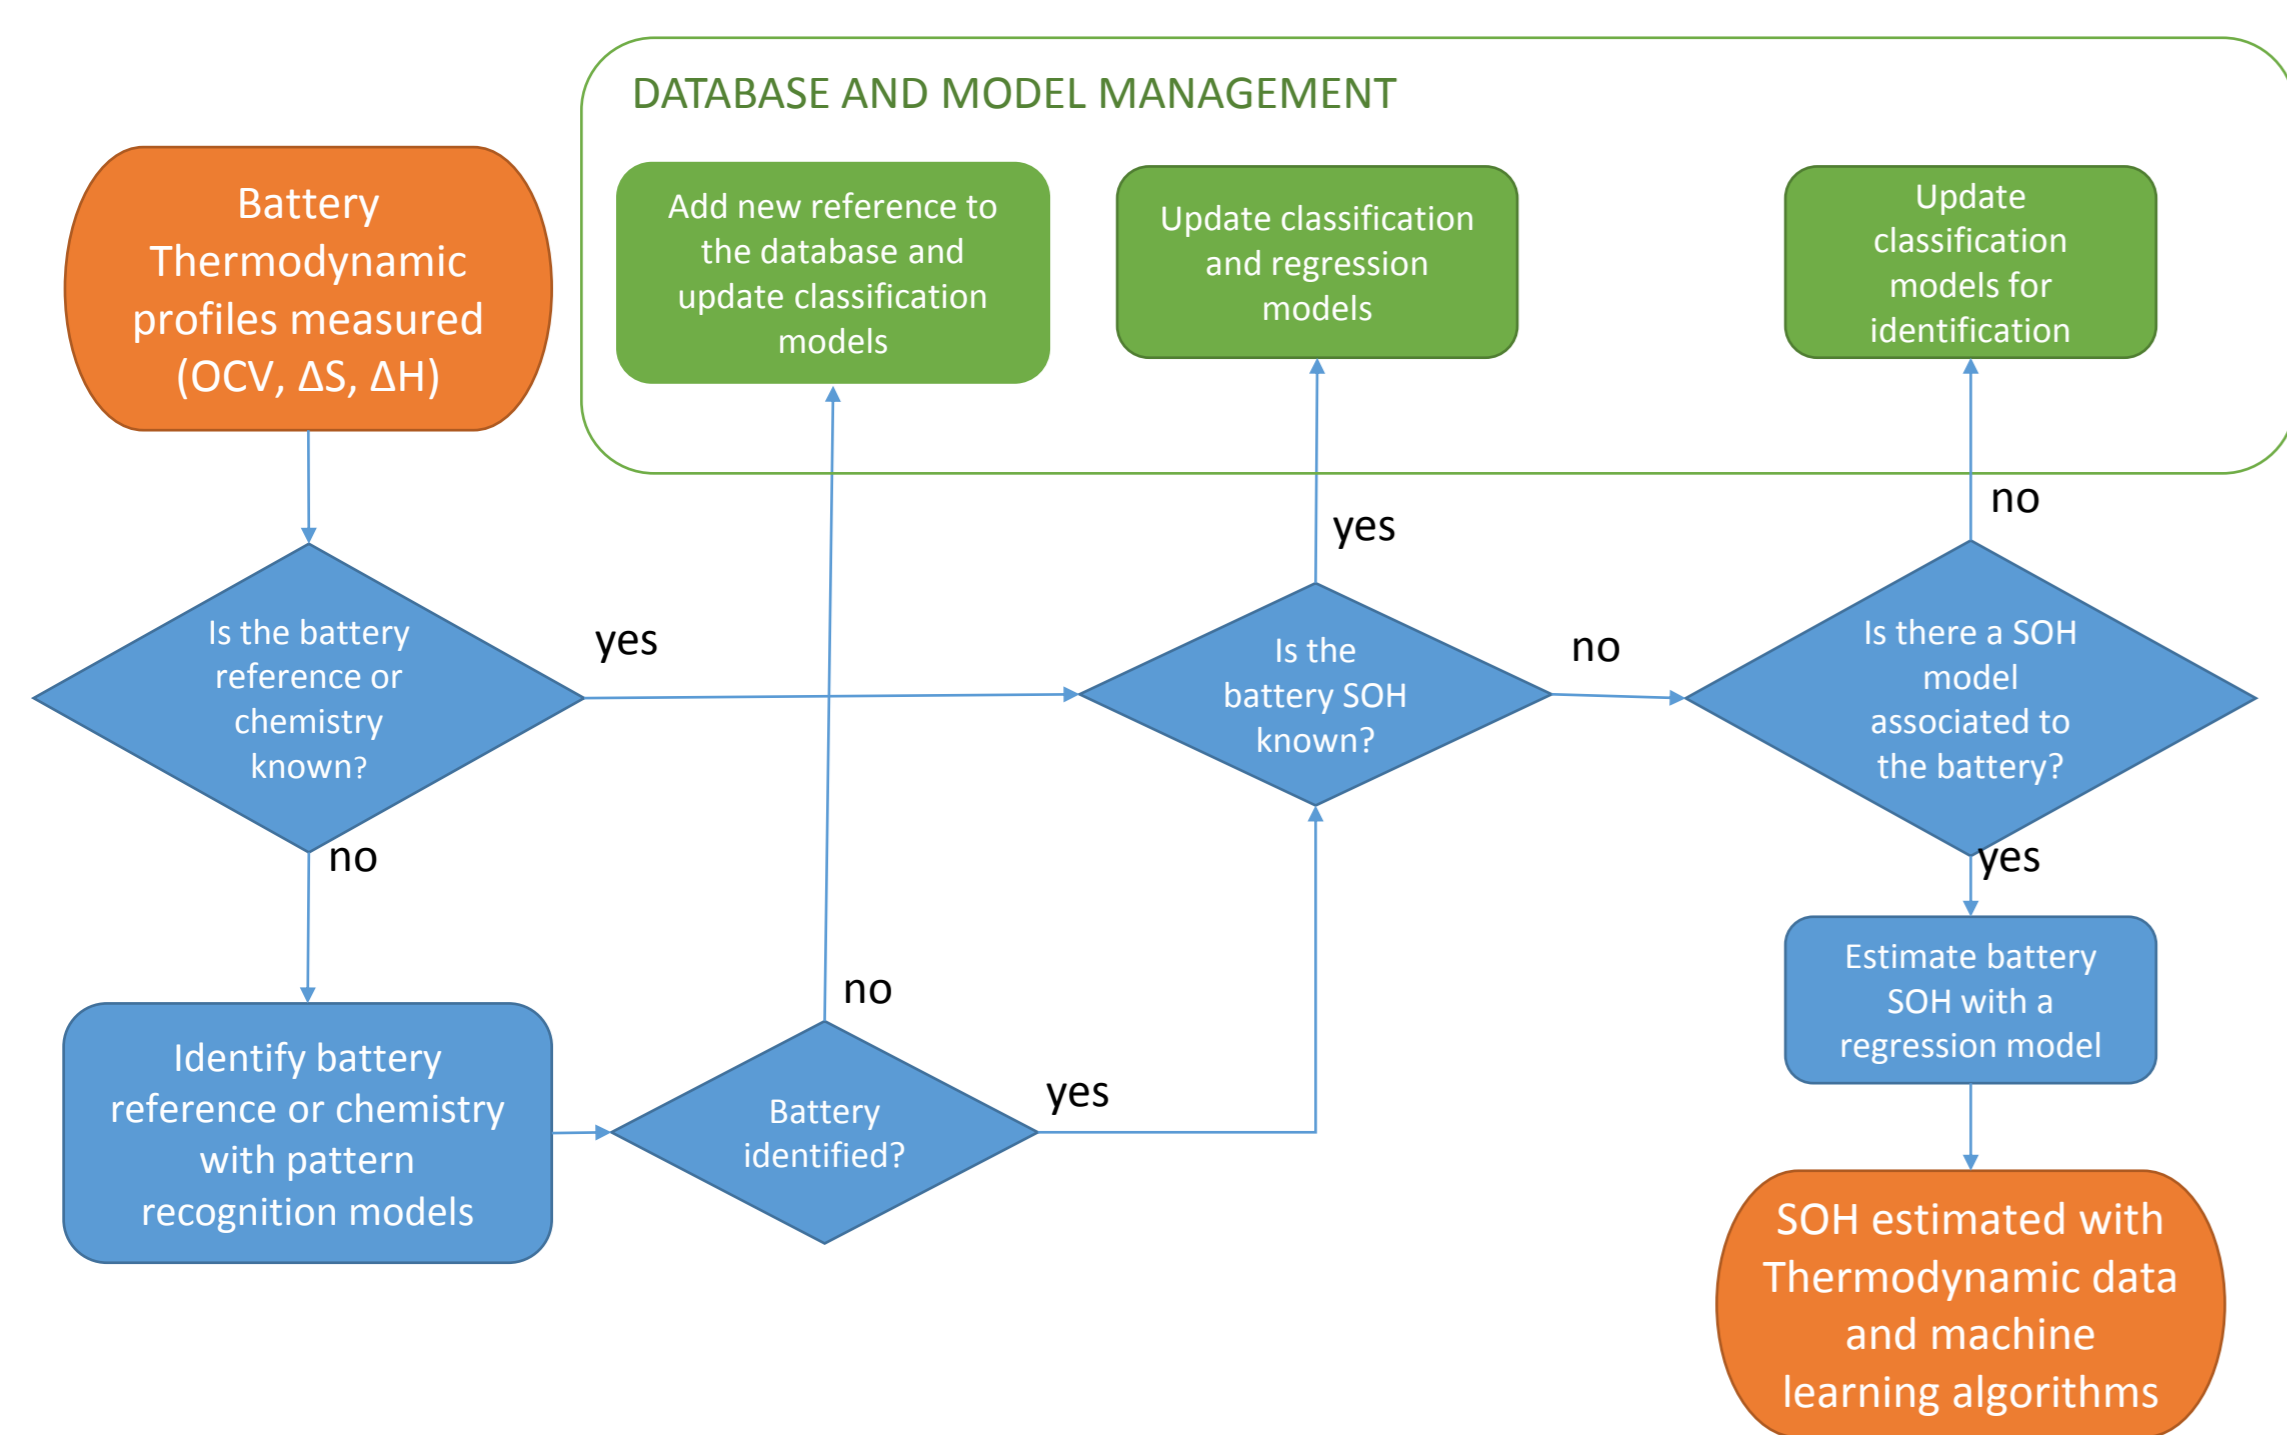 DATABASE AND MODEL MANAGEMENT
Battery
Thermodynamic
profiles measured
(OCV, ΔS, ΔH)
Add new reference to
the database and
update classification
models
Update classification
and regression
models
Update
classification
models for
identification
no
yes
Is the battery
reference or
chemistry
known?
yes
Is the
battery SOH
known?
no
Is there a SOH
model
associated to
the battery?
no
yes
Identify battery
reference or chemistry
with pattern
recognition models
no
Battery
identified?
yes
Estimate battery
SOH with a
regression model
SOH estimated with
Thermodynamic data
and machine
learning algorithms